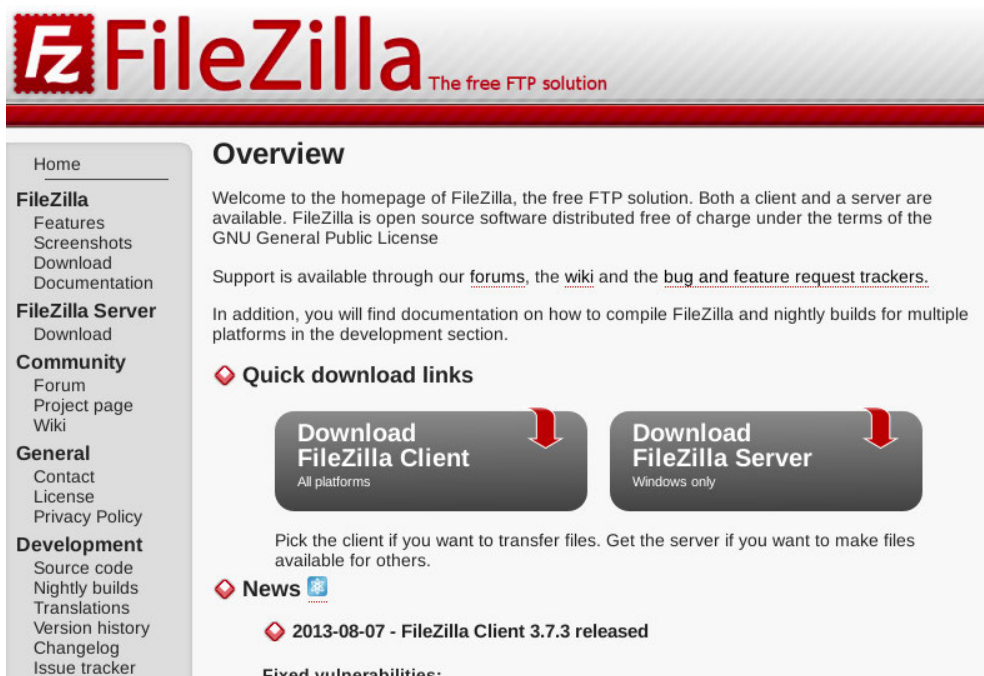 Fz FileZilla The free FTP solution
Home
FileZilla
Features
Screenshots
Download
Documentation
FileZilla Server
Download
Community
Forum
Project page
Wiki
General
Contact
License
Privacy Policy
Development
Source code
Nightly builds
Translations
Version history
Changelog
Issue tracker
Overview
Welcome to the homepage of FileZilla, the free FTP solution. Both a client and a server are
available. FileZilla is open source software distributed free of charge under the terms of the
GNU General Public License
Support is available through our forums, the wiki and the bug and feature request trackers.
In addition, you will find documentation on how to compile FileZilla and nightly builds for multiple
platforms in the development section.
Quick download links
Download
FileZilla Client
All platforms
Download
FileZilla Server
Windows only
Pick the client if you want to transfer files. Get the server if you want to make files
available for others.
News
2013-08-07 - FileZilla Client 3.7.3 released
Fixed vulnerabilities: